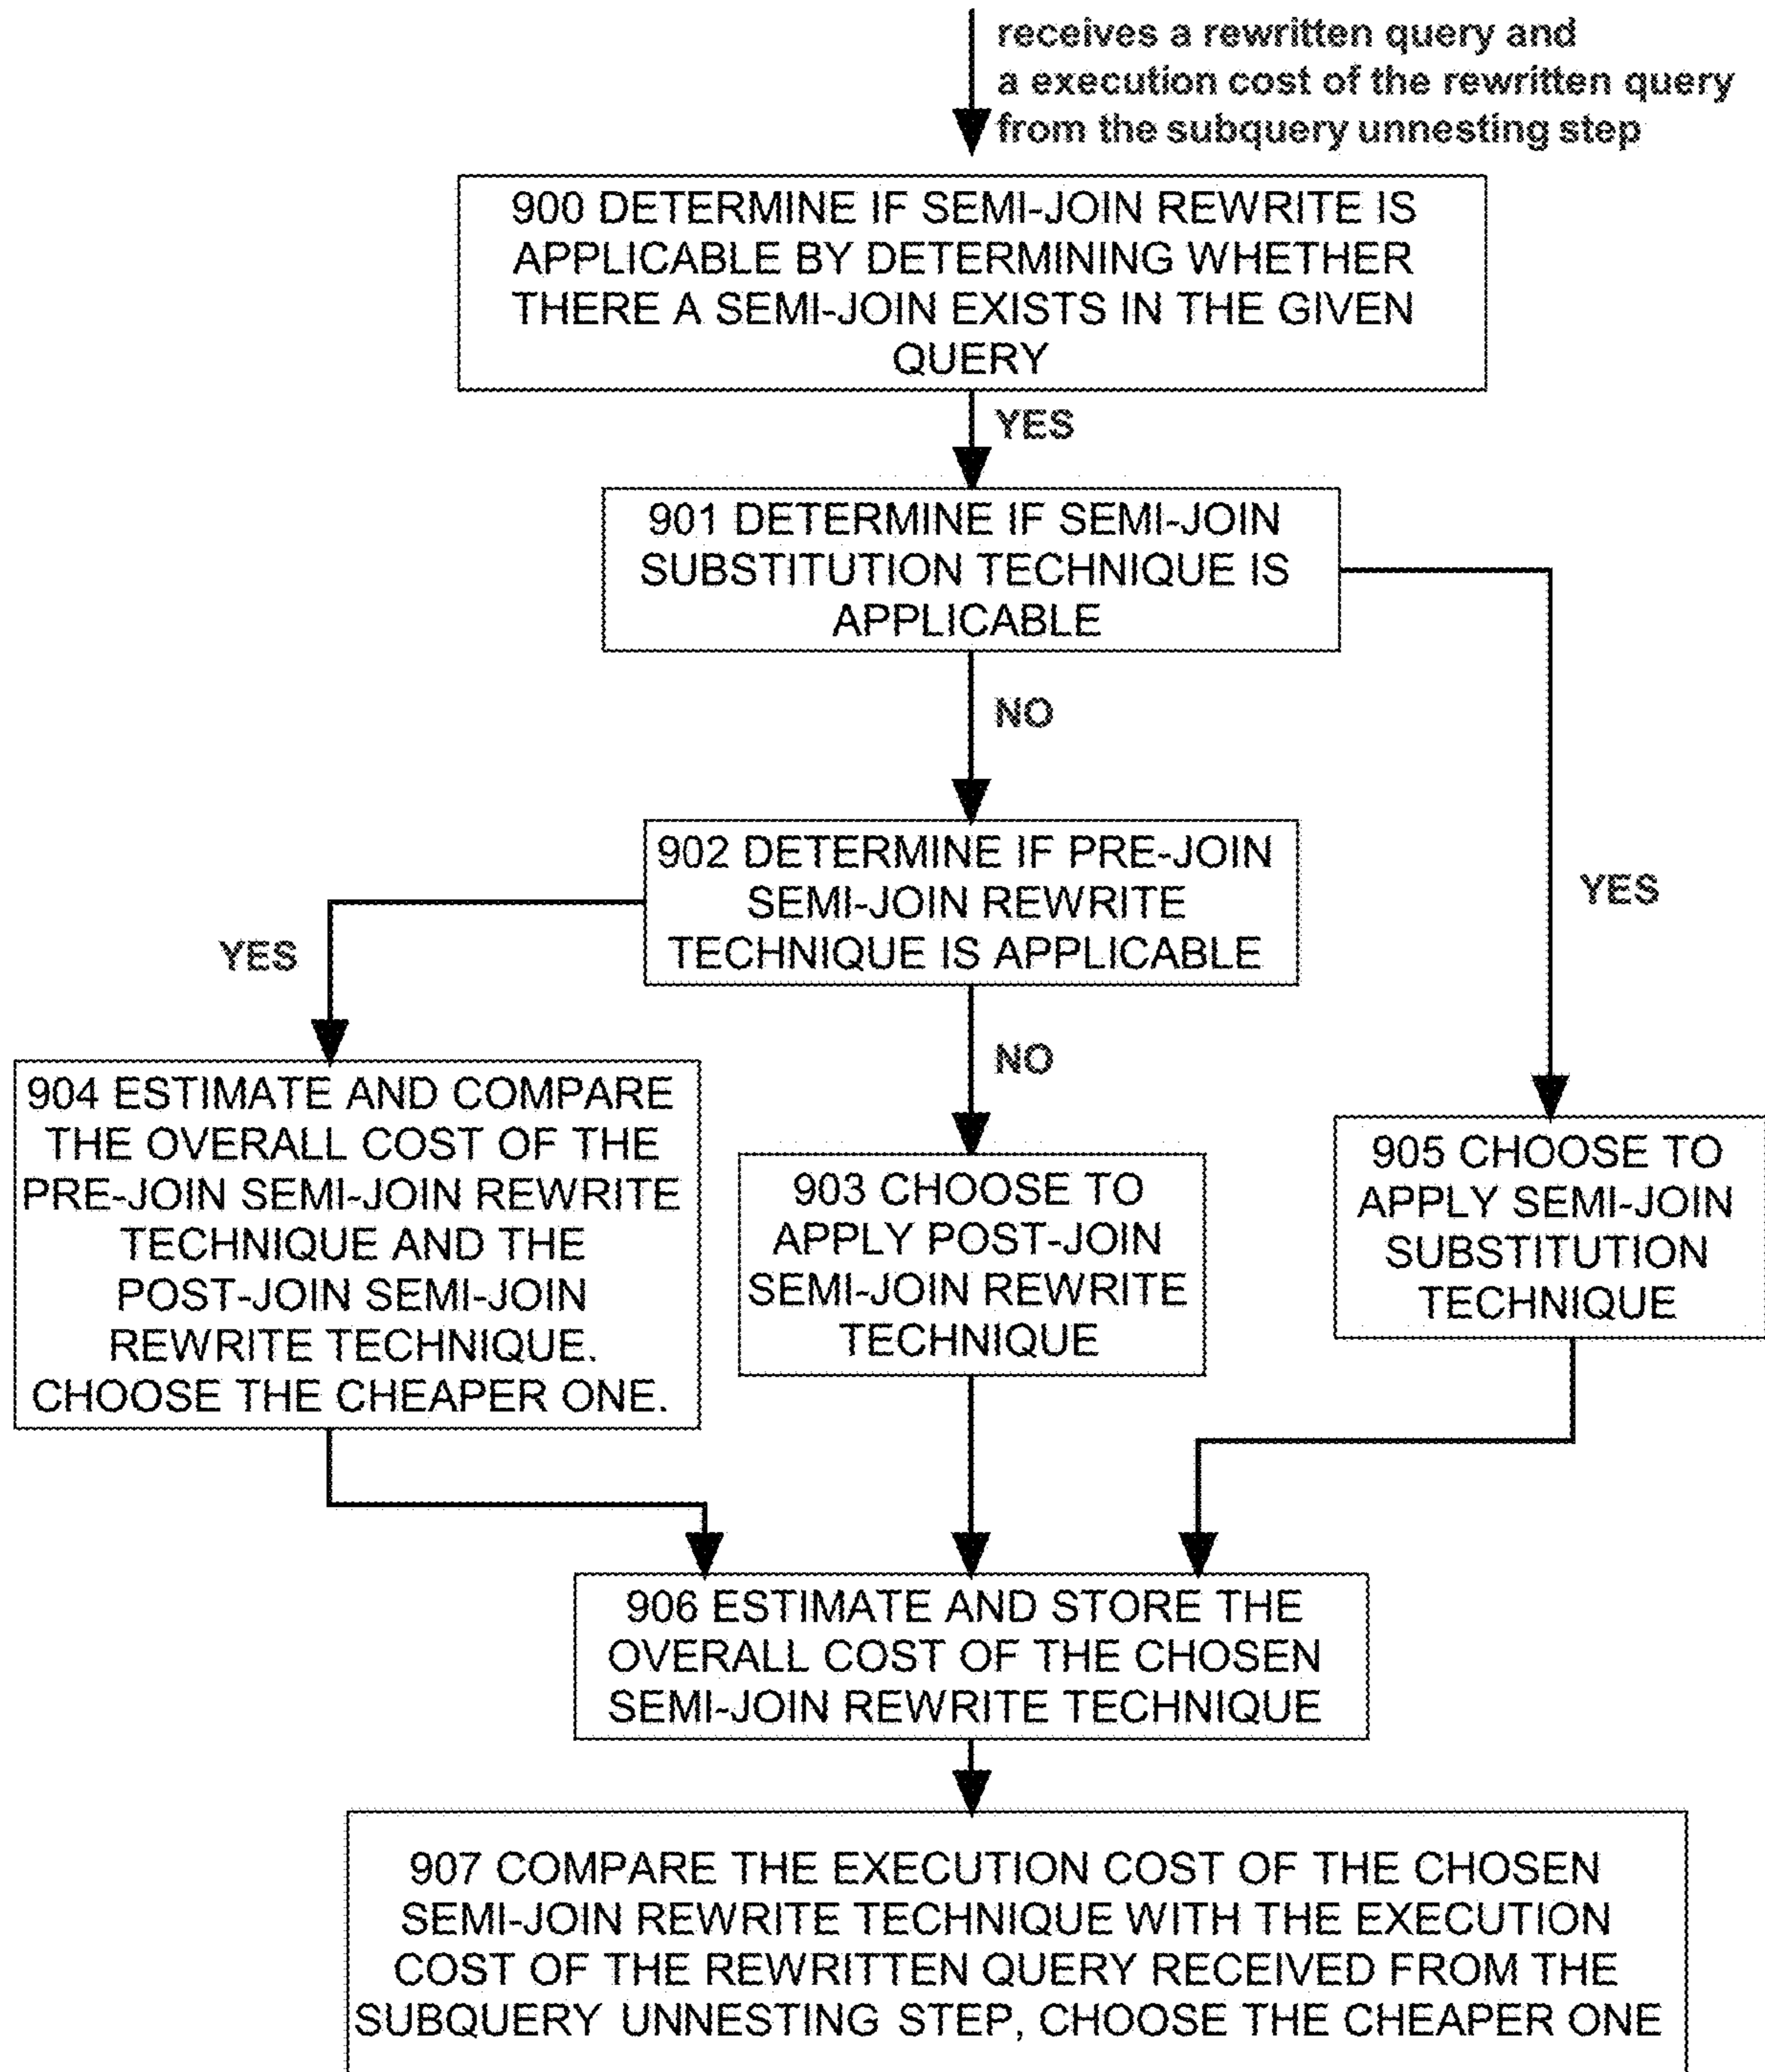 receives a rewritten query and
a execution cost of the rewritten query
from the subquery unnesting step
900 DETERMINE IF SEMI-JOIN REWRITE IS
APPLICABLE BY DETERMINING WHETHER
THERE A SEMI-JOIN EXISTS IN THE GIVEN
QUERY
YES
901 DETERMINE IF SEMI-JOIN
SUBSTITUTION TECHNIQUE IS
APPLICABLE
NO
902 DETERMINE IF PRE-JOIN
SEMI-JOIN REWRITE
TECHNIQUE IS APPLICABLE
YES
YES
NO
904 ESTIMATE AND COMPARE
THE OVERALL COST OF THE
PRE-JOIN SEMI-JOIN REWRITE
TECHNIQUE AND THE
POST-JOIN SEMI-JOIN
REWRITE TECHNIQUE.
CHOOSE THE CHEAPER ONE.
903 CHOOSE TO
APPLY POST-JOIN
SEMI-JOIN REWRITE
TECHNIQUE
905 CHOOSE TO
APPLY SEMI-JOIN
SUBSTITUTION
TECHNIQUE
906 ESTIMATE AND STORE THE
OVERALL COST OF THE CHOSEN
SEMI-JOIN REWRITE TECHNIQUE
907 COMPARE THE EXECUTION COST OF THE CHOSEN
SEMI-JOIN REWRITE TECHNIQUE WITH THE EXECUTION
COST OF THE REWRITTEN QUERY RECEIVED FROM THE
SUBQUERY UNNESTING STEP, CHOOSE THE CHEAPER ONE